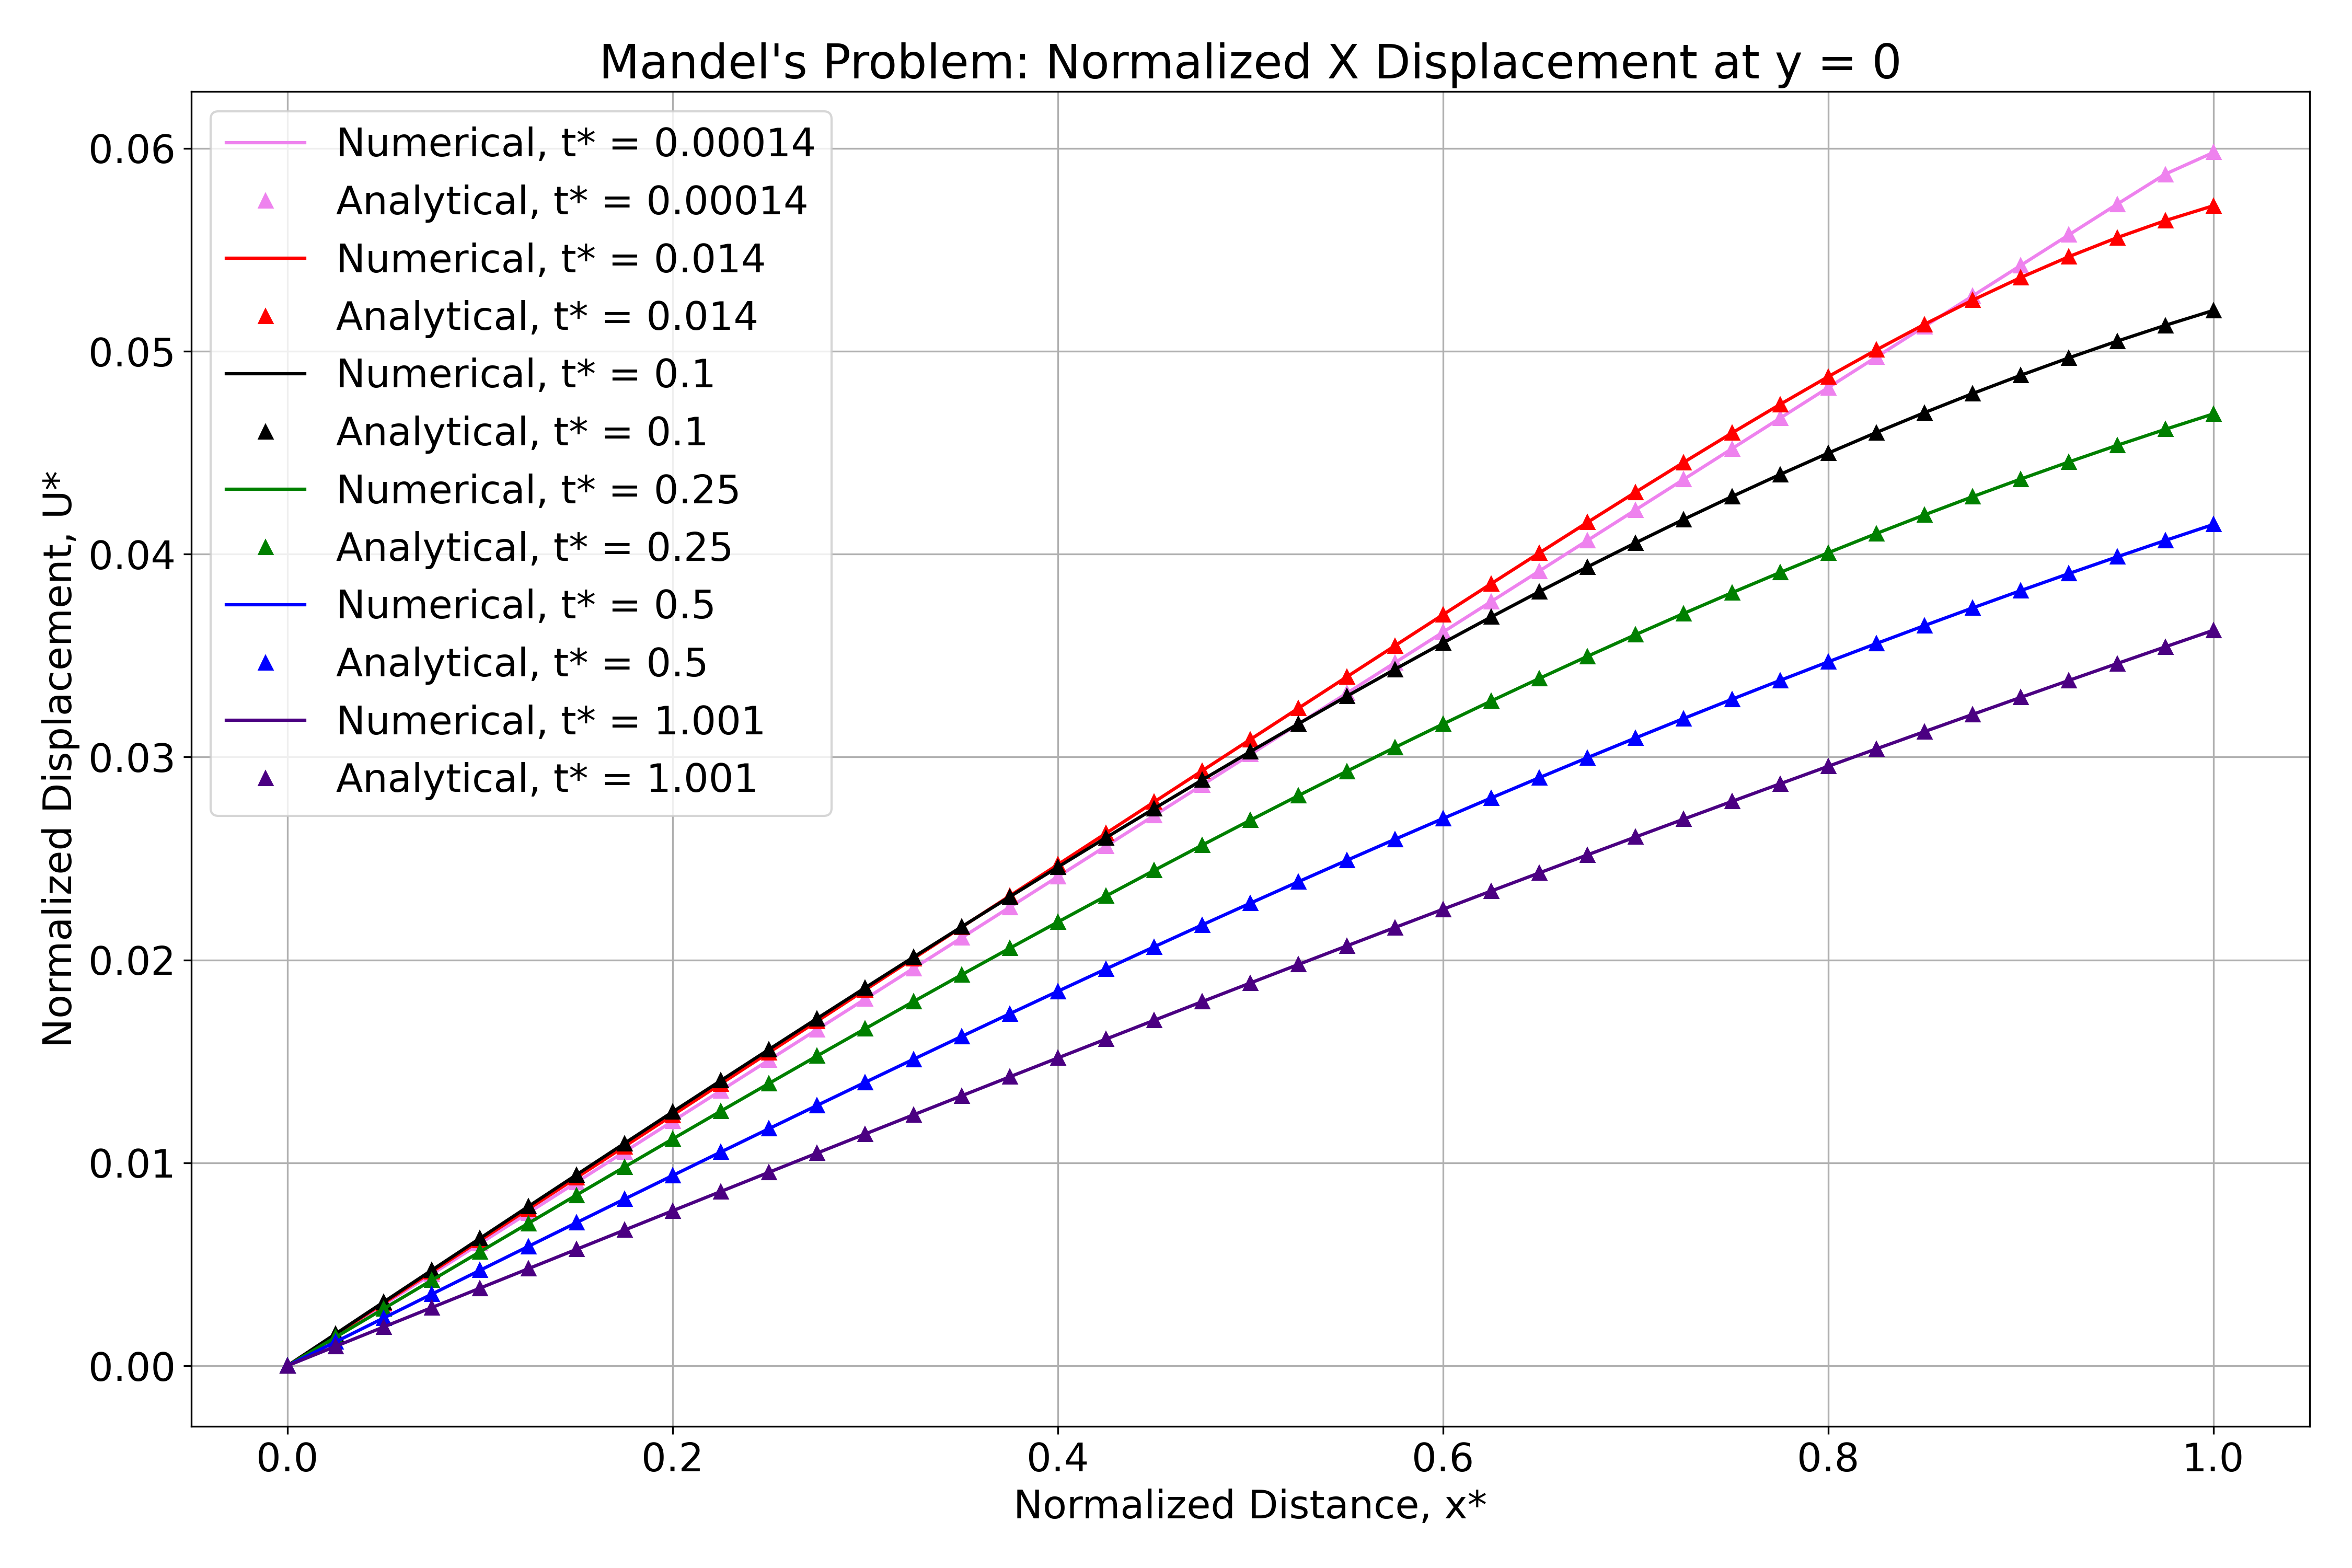 Mandel's Problem: Normalized X Displacement at y = 0
Numerical, t* = 0.00014
Analytical, t* = 0.00014
Numerical, t* = 0.014
Analytical, t* = 0.014
Numerical, t* = 0.1
Analytical, t* = 0.1
Numerical, t* = 0.25
Analytical, t* = 0.25
Numerical, t* = 0.5
Analytical, t* = 0.5
Numerical, t* = 1.001
Analytical, t* = 1.001
Normalized Displacement, U*
0.06
0.05
0.04
0.03
0.02
0.01
0.00
0.0 0.2 0.4 0.6 0.8 1.0
Normalized Distance, x*